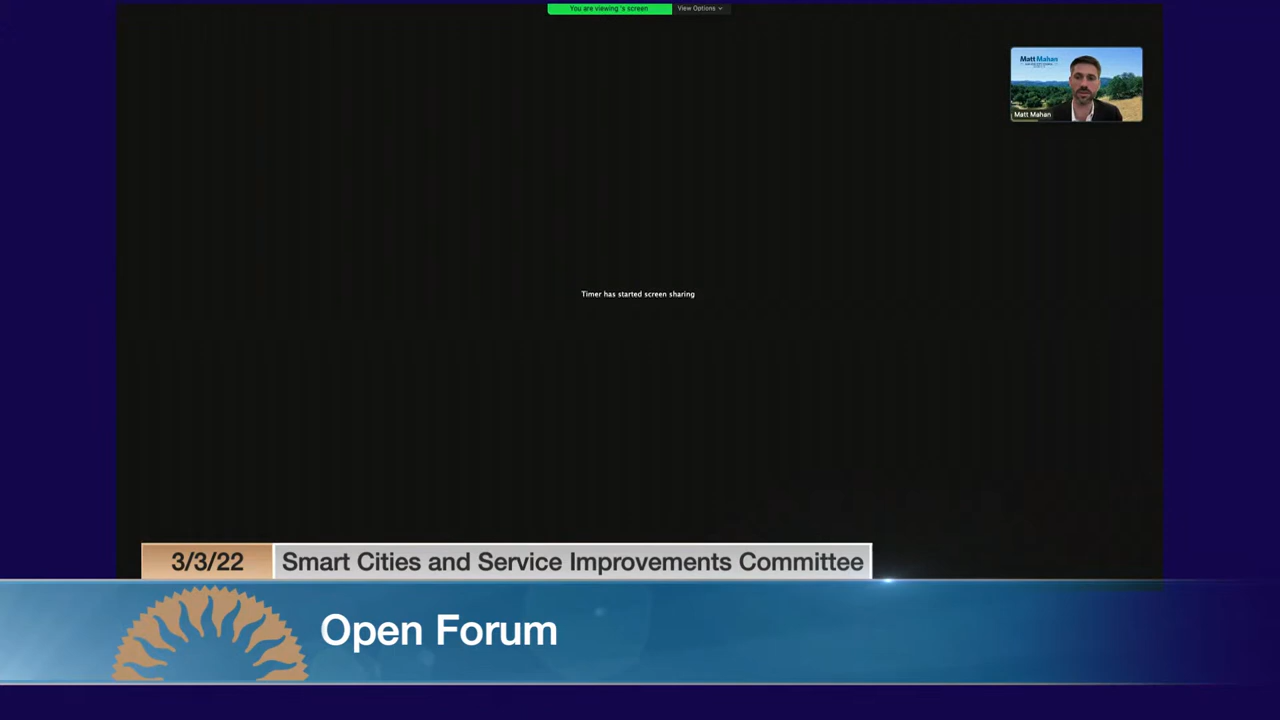 You are viewing 's screen
View Options
Matt Mahan
Matt Mahan
Timer has started screen sharing
3/3/22
Smart Cities and Service Improvements Committee
Open Forum